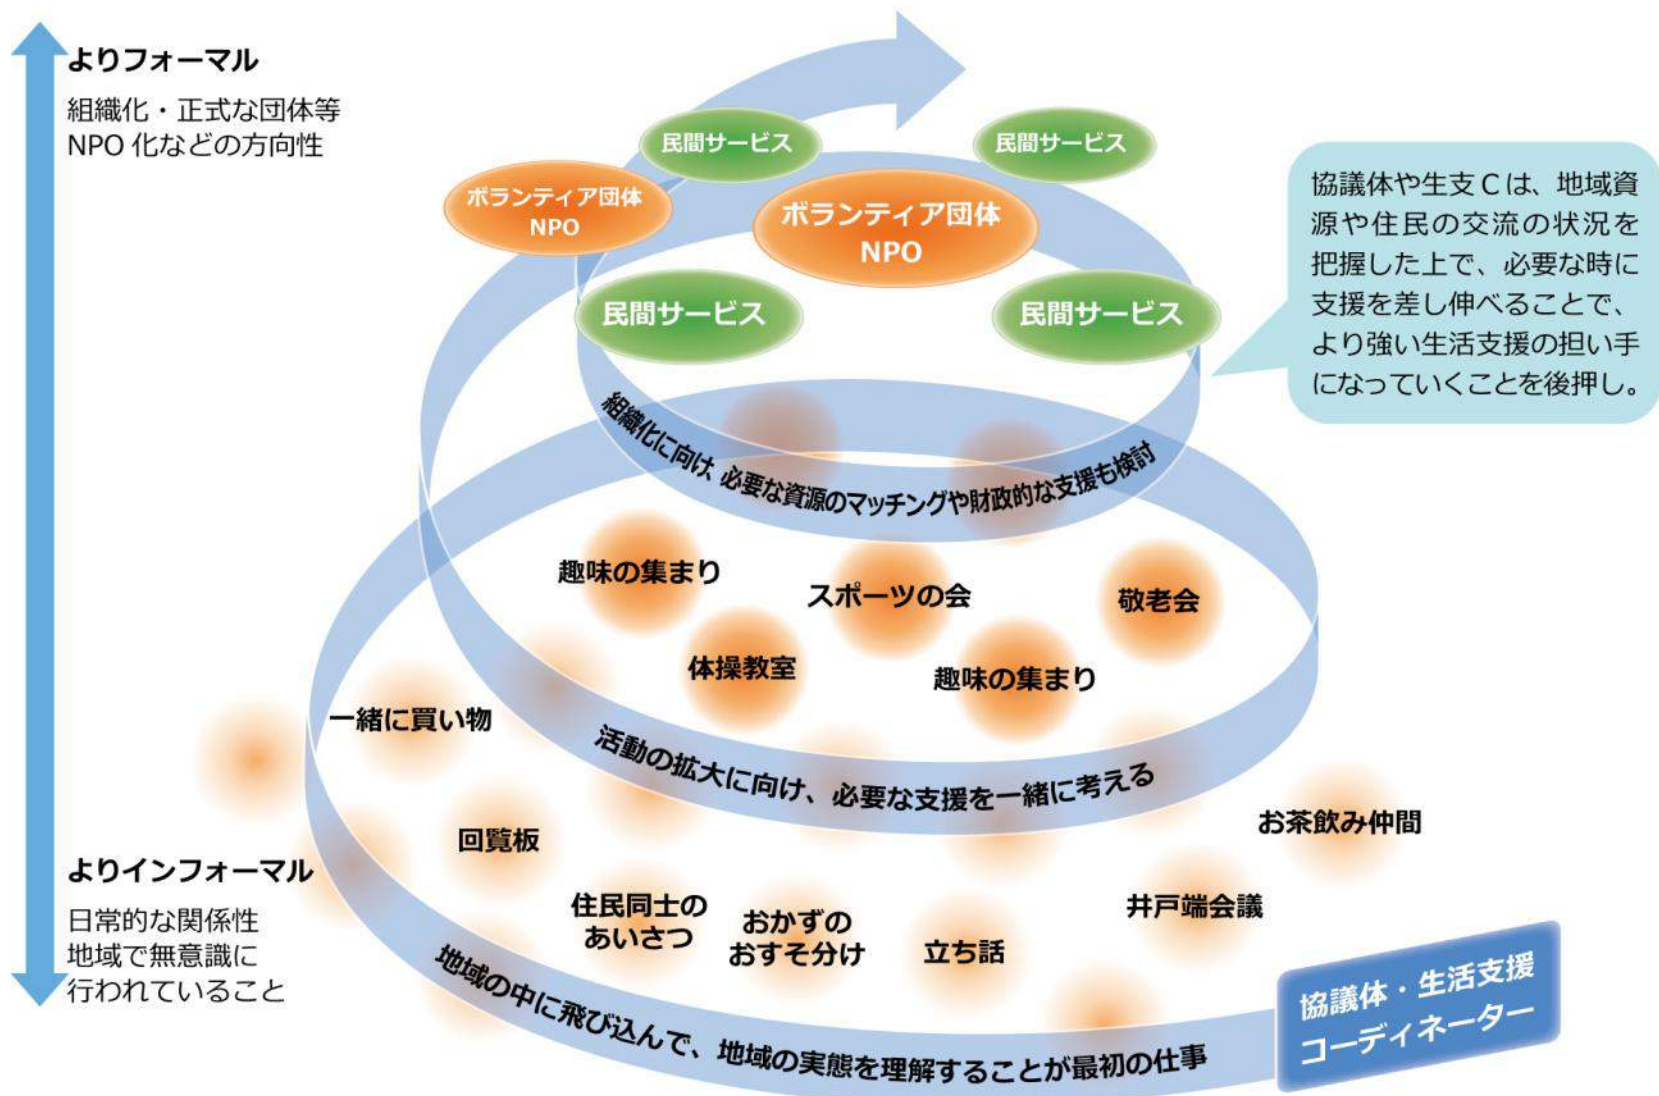 よりフォーマル
組織化・正式な団体等
NPO 化などの方向性
民間サービス
民間サービス
ボランティア団体
NPO
ボランティア団体
NPO
民間サービス
民間サービス
協議体や生支 C は、地域資
源や住民の交流の状況を
把握した上で、必要な時に
支援を差し伸べることで、
より強い生活支援の担い手
になっていくことを後押し。
組織化に向け、必要な資源のマッチングや財政的な支援も検討
趣味の集まり
スポーツの会
敬老会
体操教室
趣味の集まり
一緒に買い物
活動の拡大に向け、必要な支援を一緒に考える
お茶飲み仲間
回覧板
よりインフォーマル
日常的な関係性
地域で無意識に
行われていること
住民同士の
あいさつ
おかずの
おすそ分け
立ち話
井戸端会議
地域の中に飛び込んで、地域の実態を理解することが最初の仕事
協議体・生活支援
コーディネーター